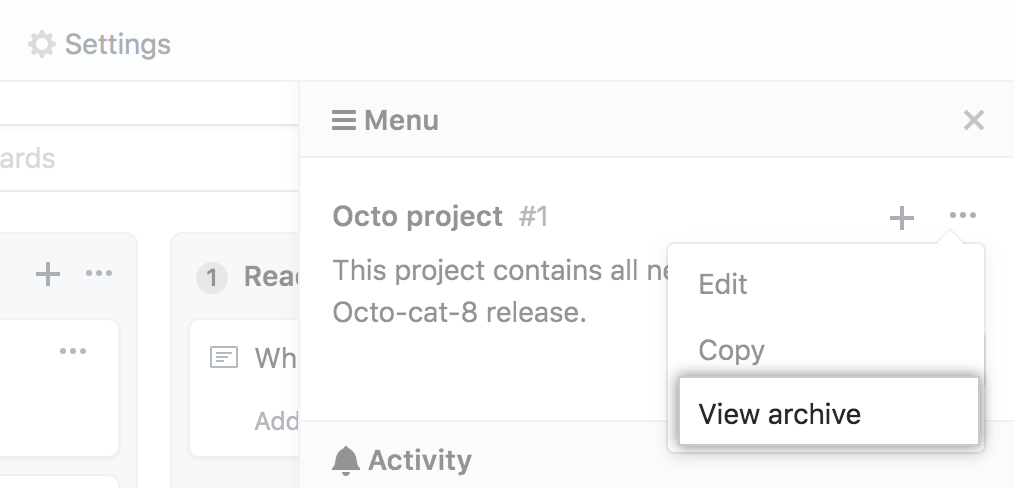 Settings
Menu
ards
Octo project #1
This project contains all ne
Octo-cat-8 release.
1 Read
Wh
Add
Edit
Copy
View archive
Activity